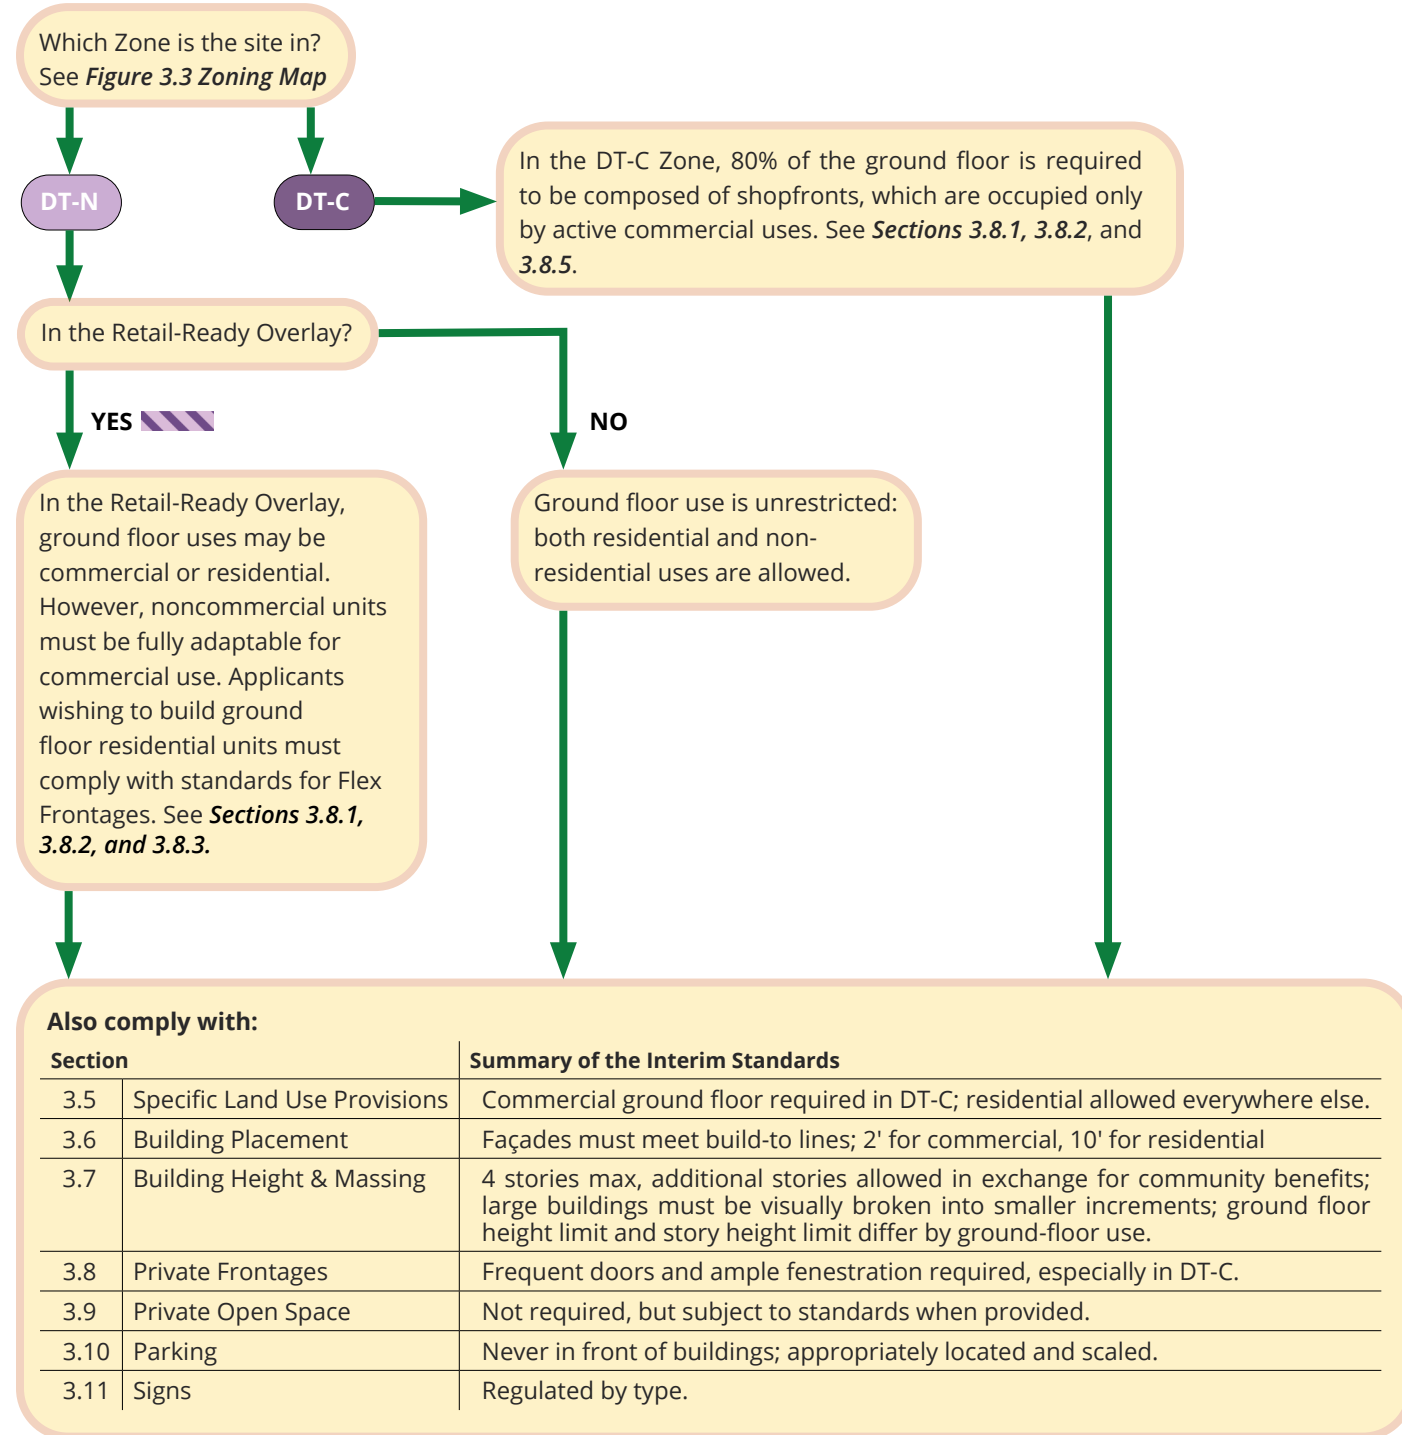 Which Zone is the site in?
See Figure 3.3 Zoning Map
DT-N
DT-C
In the DT-C Zone, 80% of the ground floor is required
to be composed of shopfronts, which are occupied only
by active commercial uses. See Sections 3.8.1, 3.8.2, and
3.8.5.
In the Retail-Ready Overlay?
YES
NO
In the Retail-Ready Overlay,
ground floor uses may be
commercial or residential.
However, noncommercial units
must be fully adaptable for
commercial use. Applicants
wishing to build ground
floor residential units must
comply with standards for Flex
Frontages. See Sections 3.8.1,
3.8.2, and 3.8.3.
Ground floor use is unrestricted:
both residential and non-
residential uses are allowed.
Also comply with:
Section Summary of the Interim Standards
3.5 Specific Land Use Provisions Commercial ground floor required in DT-C; residential allowed everywhere else.
3.6 Building Placement Façades must meet build-to lines; 2' for commercial, 10' for residential
3.7 Building Height & Massing 4 stories max, additional stories allowed in exchange for community benefits;
large buildings must be visually broken into smaller increments; ground floor
height limit and story height limit differ by ground-floor use.
3.8 Private Frontages Frequent doors and ample fenestration required, especially in DT-C.
3.9 Private Open Space Not required, but subject to standards when provided.
3.10 Parking Never in front of buildings; appropriately located and scaled.
3.11 Signs Regulated by type.